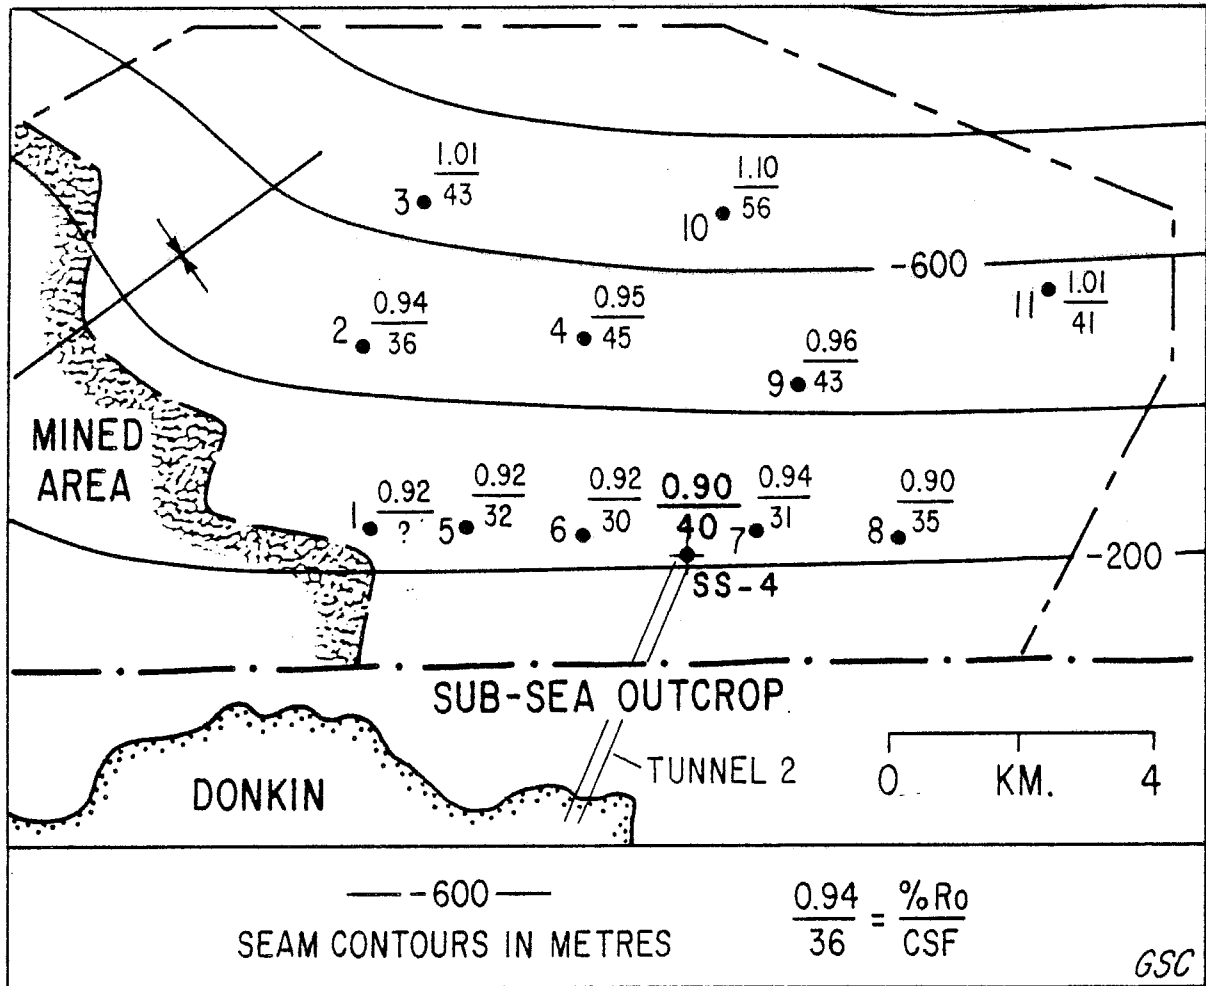 1.01
3 43
1.10
10 56
-600
11 1.01
41
0.94
2 36
0.95
4 45
0.96
9 43
MINED
AREA
0.92
1 ?
0.92
5 32
0.92
6 30
0.90
40
SS-4
0.94
7 31
0.90
8 35
-200
SUB-SEA OUTCROP
TUNNEL 2
DONKIN
0 KM. 4
-600
SEAM CONTOURS IN METRES
0.94 = %Ro
36 CSF
GSC